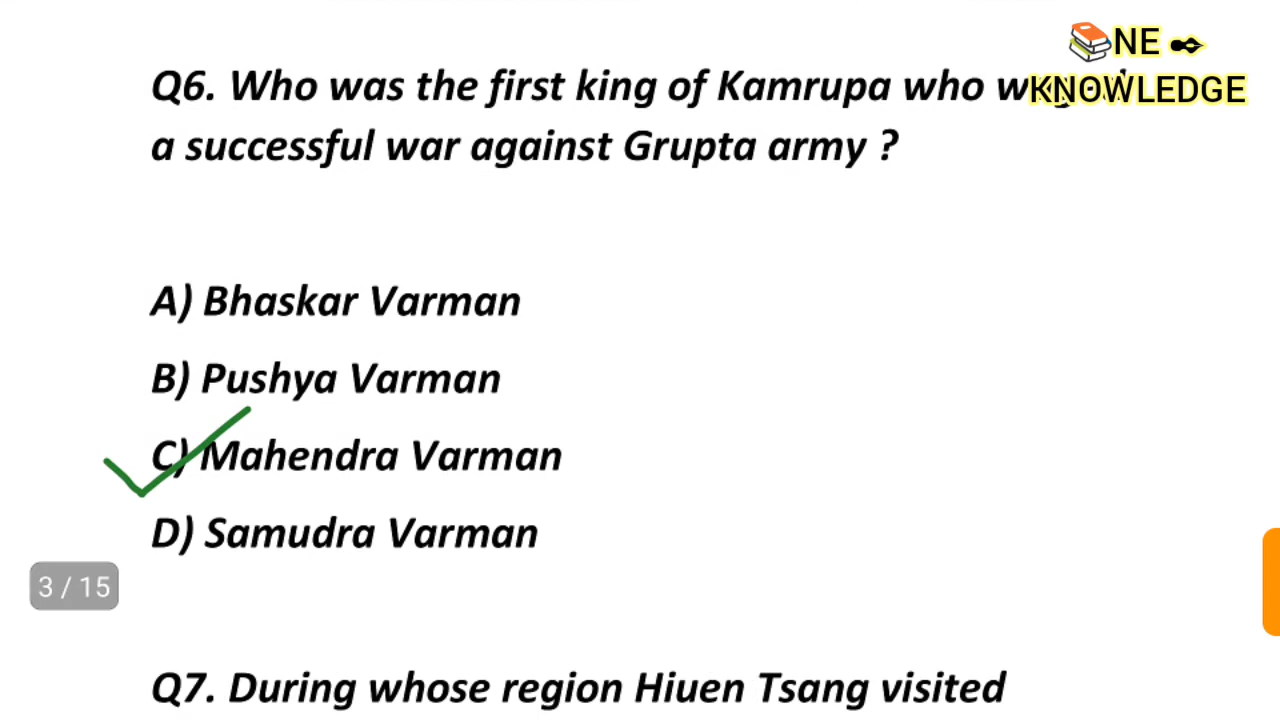 NE
KNOWLEDGE
Q6. Who was the first king of Kamrupa who
a successful war against Grupta army ?
A) Bhaskar Varman
B) Pushya Varman
C) Mahendra Varman
D) Samudra Varman
3 / 15
Q7. During whose region Hiuen Tsang visited